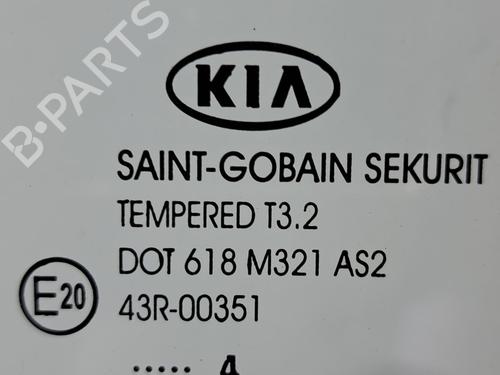 B-PARTS
KIA
SAINT-GOBAIN SEKURIT
TEMPERED T3.2
DOT 618 M321 AS2
E20 43R-00351
..... 4